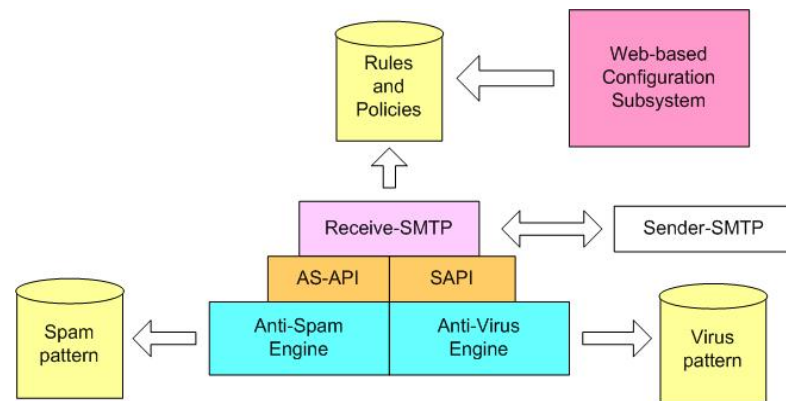 Rules
and
Policies
Web-based
Configuration
Subsystem
Receive-SMTP
Sender-SMTP
AS-API
SAPI
Spam
pattern
Anti-Spam
Engine
Anti-Virus
Engine
Virus
pattern